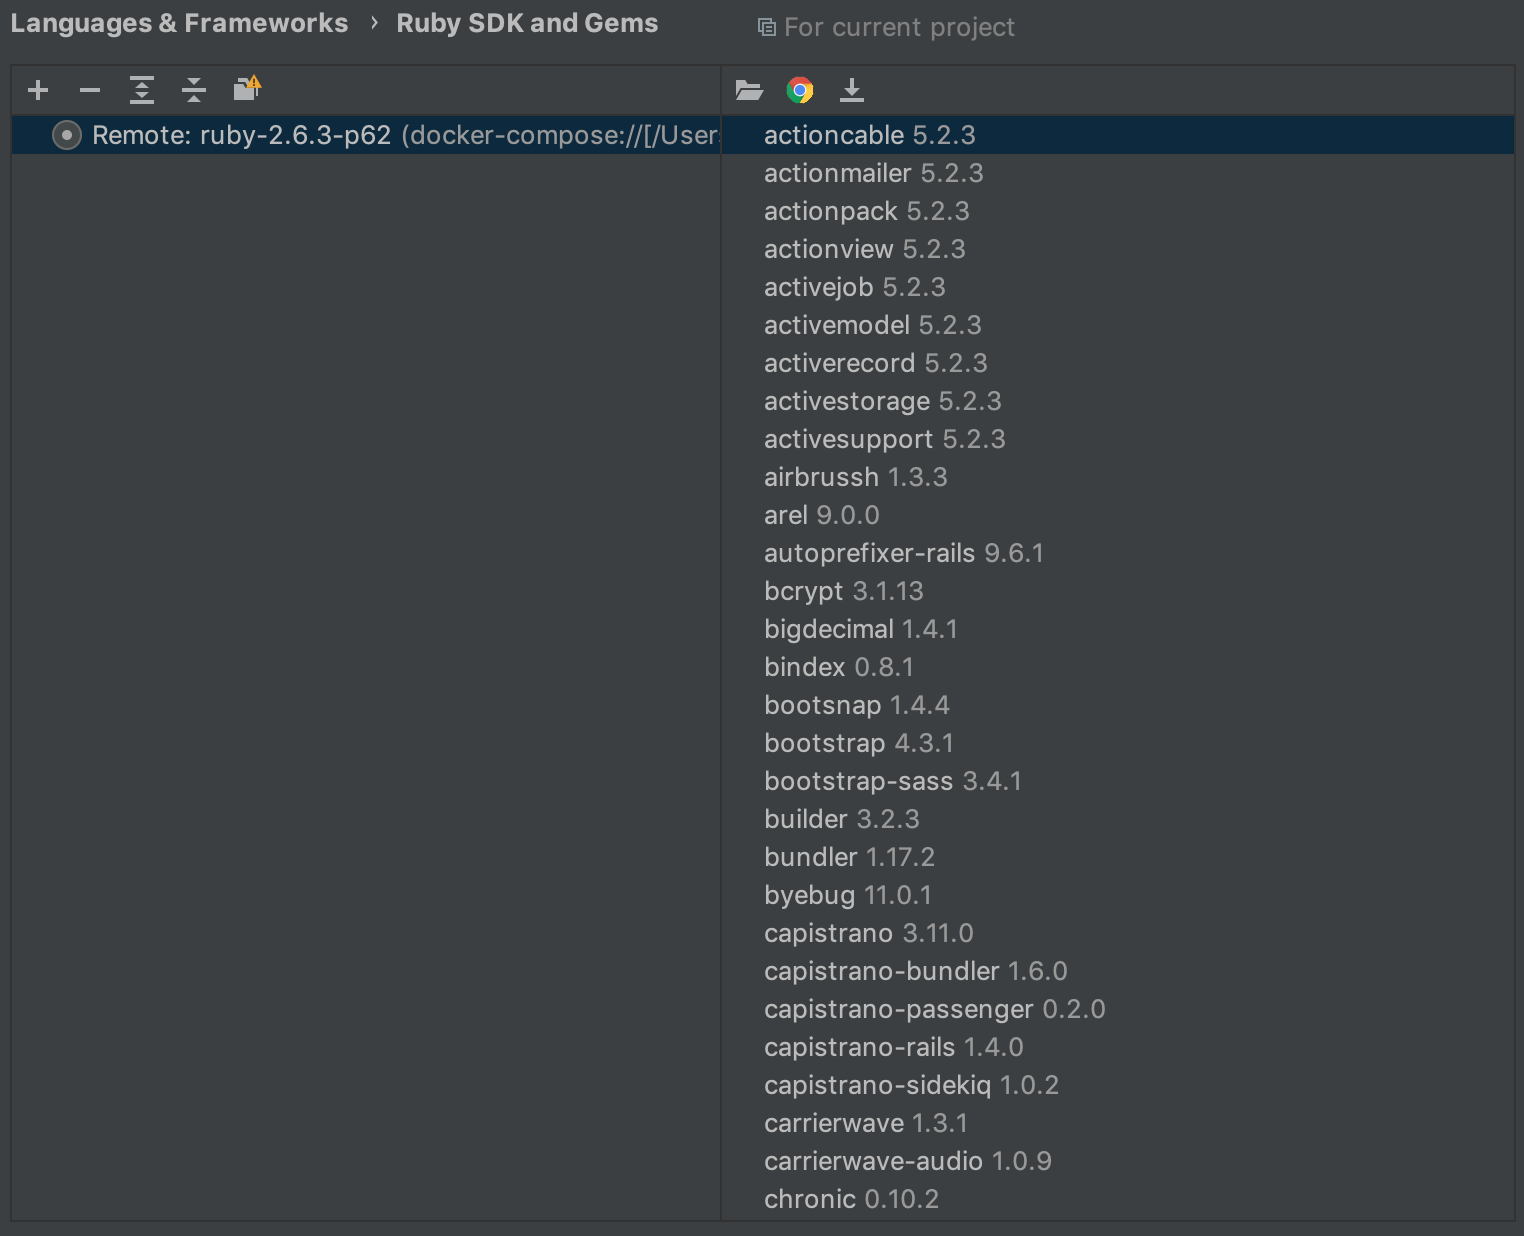 Languages & Frameworks › Ruby SDK and Gems For current project
Remote: ruby-2.6.3-p62 (docker-compose://[/User
actioncable 5.2.3
actionmailer 5.2.3
actionpack 5.2.3
actionview 5.2.3
activejob 5.2.3
activemodel 5.2.3
activerecord 5.2.3
activestorage 5.2.3
activesupport 5.2.3
airbrussh 1.3.3
arel 9.0.0
autoprefixer-rails 9.6.1
bcrypt 3.1.13
bigdecimal 1.4.1
bindex 0.8.1
bootsnap 1.4.4
bootstrap 4.3.1
bootstrap-sass 3.4.1
builder 3.2.3
bundler 1.17.2
byebug 11.0.1
capistrano 3.11.0
capistrano-bundler 1.6.0
capistrano-passenger 0.2.0
capistrano-rails 1.4.0
capistrano-sidekiq 1.0.2
carrierwave 1.3.1
carrierwave-audio 1.0.9
chronic 0.10.2